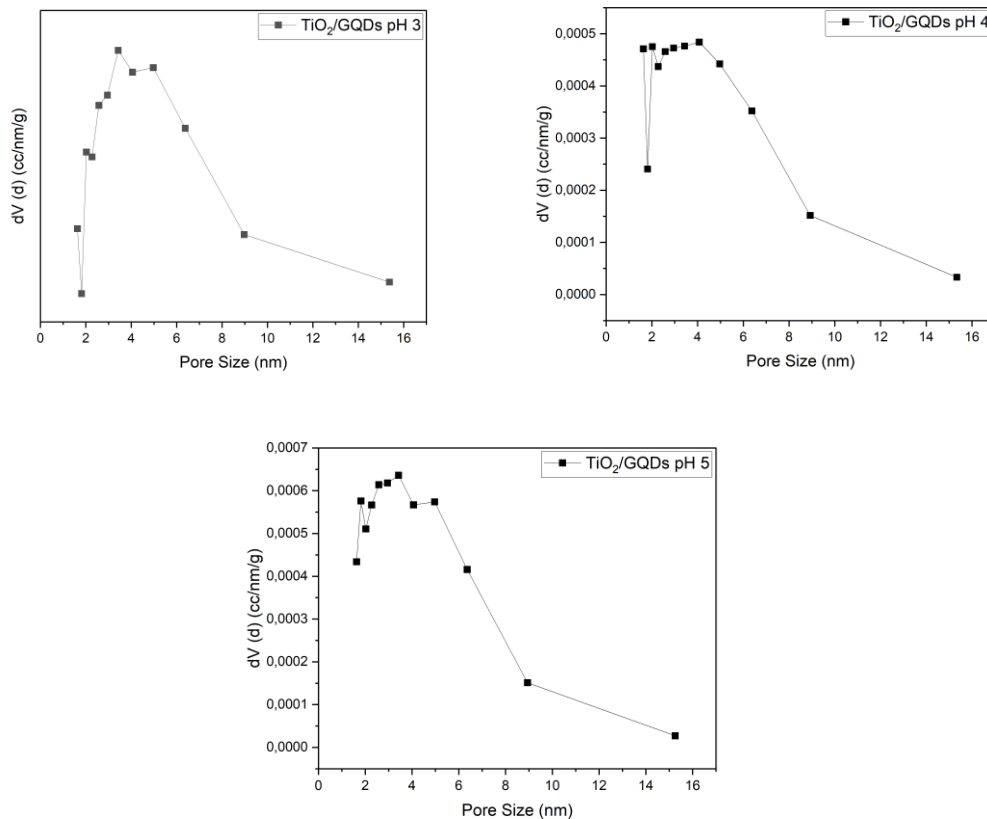 TiO₂/GQDs pH 3
dV (d) (cc/nm/g)
0 2 4 6 8 10 12 14 16
Pore Size (nm)
TiO₂/GQDs pH 4
0,0005
0,0004
0,0003
0,0002
0,0001
0,0000
dV (d) (cc/nm/g)
0 2 4 6 8 10 12 14 16
Pore Size (nm)
TiO₂/GQDs pH 5
0,0007
0,0006
0,0005
0,0004
0,0003
0,0002
0,0001
0,0000
dV (d) (cc/nm/g)
0 2 4 6 8 10 12 14 16
Pore Size (nm)